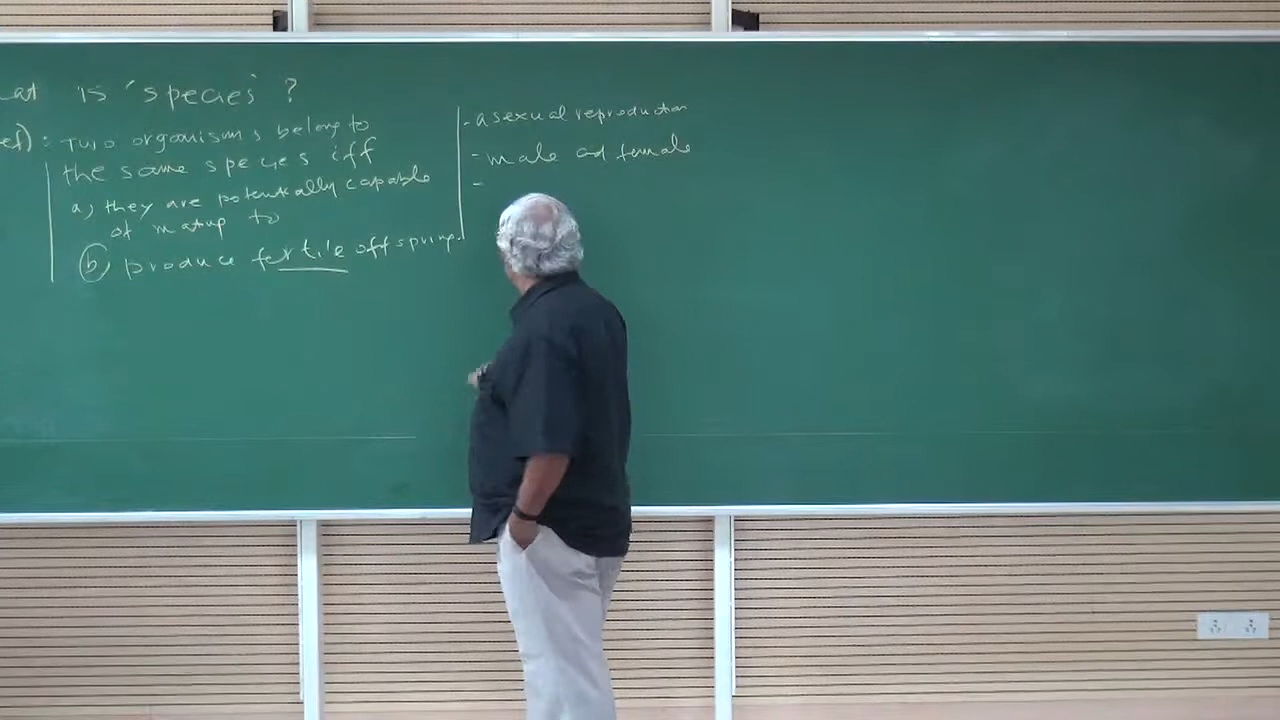 at is 'species'?
ef): Two organisms belong to
the same species iff
a) they are potentially capable
of mating to
b) produce fertile offspring.
- asexual reproduction
- male and female
-